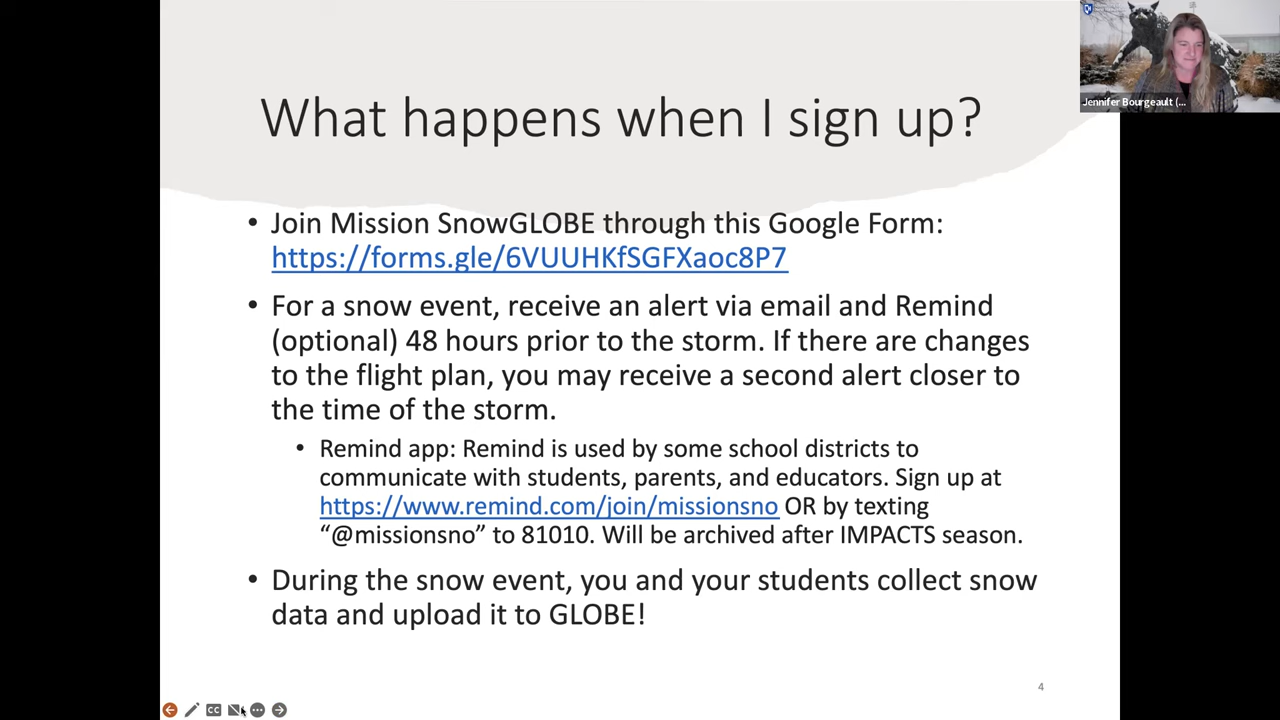 Jennifer Bourgeault (...
What happens when I sign up?
• Join Mission SnowGLOBE through this Google Form:
https://forms.gle/6VUUHKfSGFXaoc8P7
• For a snow event, receive an alert via email and Remind
(optional) 48 hours prior to the storm. If there are changes
to the flight plan, you may receive a second alert closer to
the time of the storm.
• Remind app: Remind is used by some school districts to
communicate with students, parents, and educators. Sign up at
https://www.remind.com/join/missionsno OR by texting
“@missionsno” to 81010. Will be archived after IMPACTS season.
• During the snow event, you and your students collect snow
data and upload it to GLOBE!
4
CC